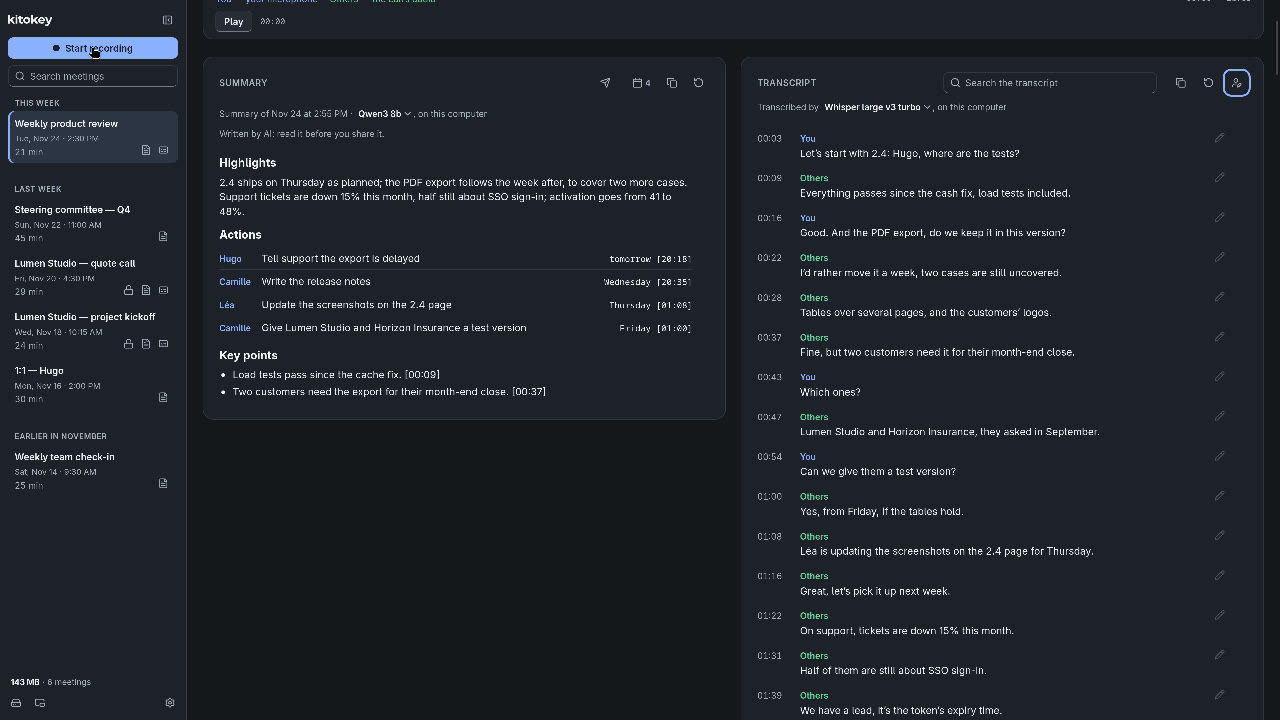 kitokey
Start recording
Search meetings
THIS WEEK
Weekly product review
Tue, Nov 24 · 2:30 PM
21 min
LAST WEEK
Steering committee — Q4
Sun, Nov 22 · 11:00 AM
45 min
Lumen Studio — quote call
Fri, Nov 20 · 4:30 PM
29 min
Lumen Studio — project kickoff
Wed, Nov 18 · 10:15 AM
24 min
1:1 — Hugo
Mon, Nov 16 · 2:00 PM
30 min
EARLIER IN NOVEMBER
Weekly team check-in
Sat, Nov 14 · 9:30 AM
25 min
143 MB · 6 meetings
Play 00:00
SUMMARY
4
Summary of Nov 24 at 2:55 PM · Qwen3 8b , on this computer
Written by AI: read it before you share it.
Highlights
2.4 ships on Thursday as planned; the PDF export follows the week after, to cover two more cases.
Support tickets are down 15% this month, half still about SSO sign-in; activation goes from 41 to
48%.
Actions
Hugo Tell support the export is delayed tomorrow [20:18]
Camille Write the release notes Wednesday [20:35]
Léa Update the screenshots on the 2.4 page Thursday [01:08]
Camille Give Lumen Studio and Horizon Insurance a test version Friday [01:00]
Key points
• Load tests pass since the cache fix. [00:09]
• Two customers need the export for their month-end close. [00:37]
TRANSCRIPT
Search the transcript
Transcribed by Whisper large v3 turbo , on this computer
00:03 You
Let's start with 2.4: Hugo, where are the tests?
00:09 Others
Everything passes since the cash fix, load tests included.
00:16 You
Good. And the PDF export, do we keep it in this version?
00:22 Others
I'd rather move it a week, two cases are still uncovered.
00:28 Others
Tables over several pages, and the customers' logos.
00:37 Others
Fine, but two customers need it for their month-end close.
00:43 You
Which ones?
00:47 Others
Lumen Studio and Horizon Insurance, they asked in September.
00:54 You
Can we give them a test version?
01:00 Others
Yes, from Friday, if the tables hold.
01:08 Others
Léa is updating the screenshots on the 2.4 page for Thursday.
01:16 Others
Great, let's pick it up next week.
01:22 Others
On support, tickets are down 15% this month.
01:31 Others
Half of them are still about SSO sign-in.
01:39 Others
We have a lead, it's the token's expiry time.